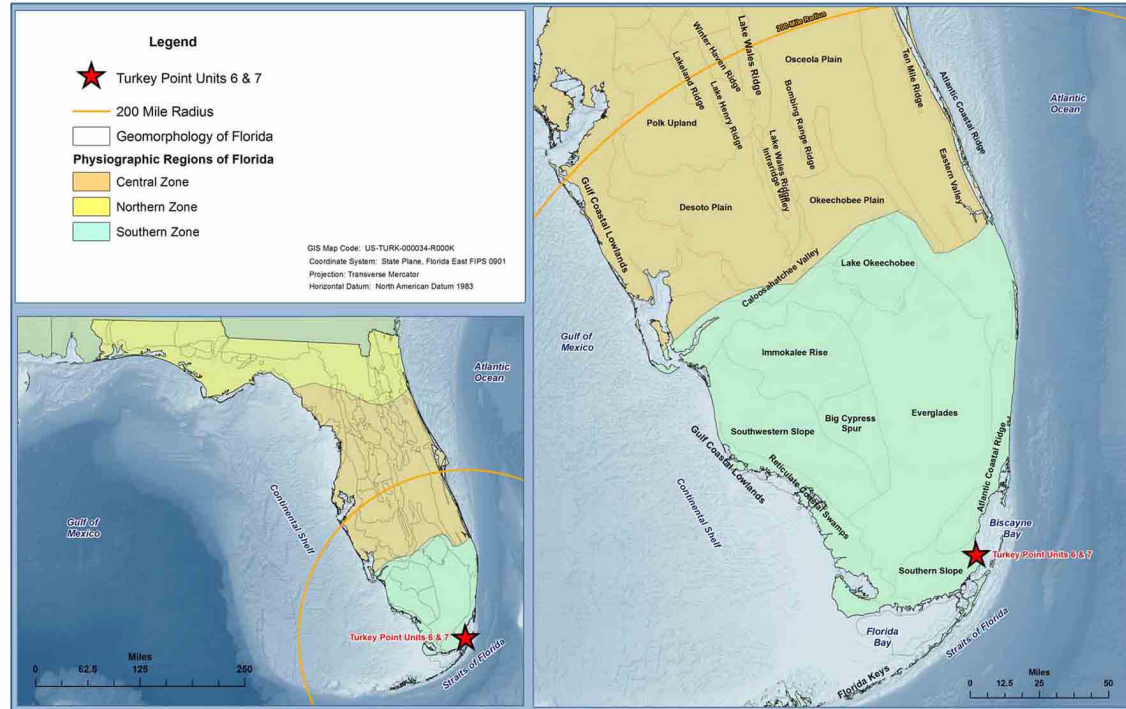 Legend
Turkey Point Units 6 & 7
200 Mile Radius
Geomorphology of Florida
Physiographic Regions of Florida
Central Zone
Northern Zone
Southern Zone
GIS Map Code: US-TURK-000034-R000K
Coordinate System: State Plane, Florida East FIPS 0901
Projection: Transverse Mercator
Horizontal Datum: North American Datum 1983
Atlantic
Ocean
Gulf of
Mexico
Continental Shelf
Turkey Point Units 6 & 7
Straits of Florida
Miles
0 62.5 125 250
200-Mile Radius
Lake Wales Ridge
Winter Haven Ridge
Lakeland Ridge
Lake Henry Ridge
Osceola Plain
Ten Mile Ridge
Atlantic Coastal Ridge
Atlantic
Ocean
Polk Upland
Bombing Range Ridge
Lake Wales Ridge
Intraridge Valley
Eastern Valley
Gulf Coastal Lowlands
Desoto Plain
Okeechobee Plain
Caloosahatchee Valley
Lake Okeechobee
Gulf of
Mexico
Immokalee Rise
Big Cypress
Spur
Everglades
Southwestern Slope
Gulf Coastal Lowlands
Reticulate Coastal Swamps
Atlantic Coastal Ridge
Continental Shelf
Biscayne
Bay
Turkey Point Units 6 & 7
Southern Slope
Florida
Bay
Straits of Florida
Florida Keys
Miles
0 12.5 25 50